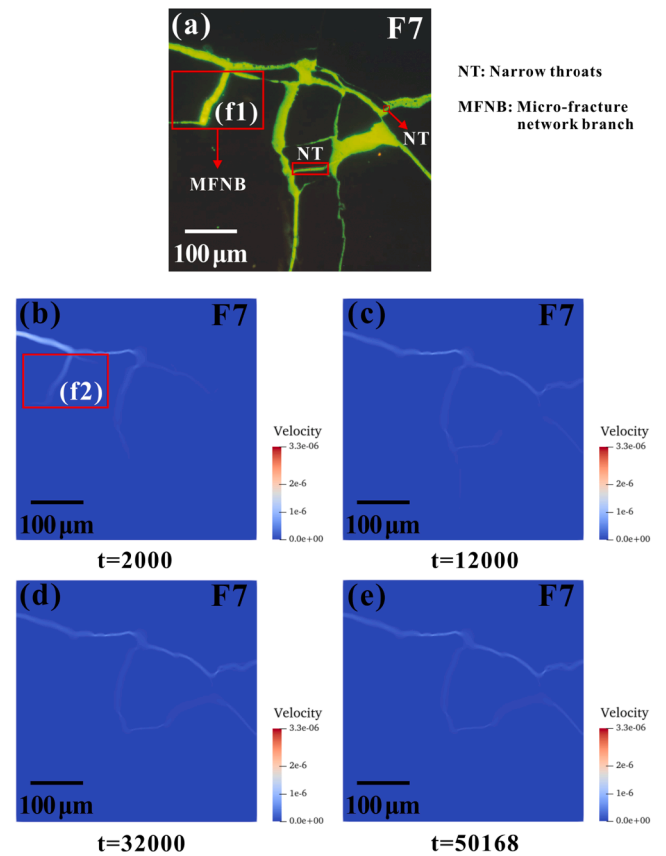 (a)
F7
(f1)
NT
NT
MFNB
100 μm
NT: Narrow throats
MFNB: Micro-fracture
network branch
(b)
F7
(f2)
Velocity
3.3e-06
2e-6
1e-6
0.0e+00
100 μm
t=2000
(c)
F7
Velocity
3.3e-06
2e-6
1e-6
0.0e+00
100 μm
t=12000
(d)
F7
Velocity
3.3e-06
2e-6
1e-6
0.0e+00
100 μm
t=32000
(e)
F7
Velocity
3.3e-06
2e-6
1e-6
0.0e+00
100 μm
t=50168